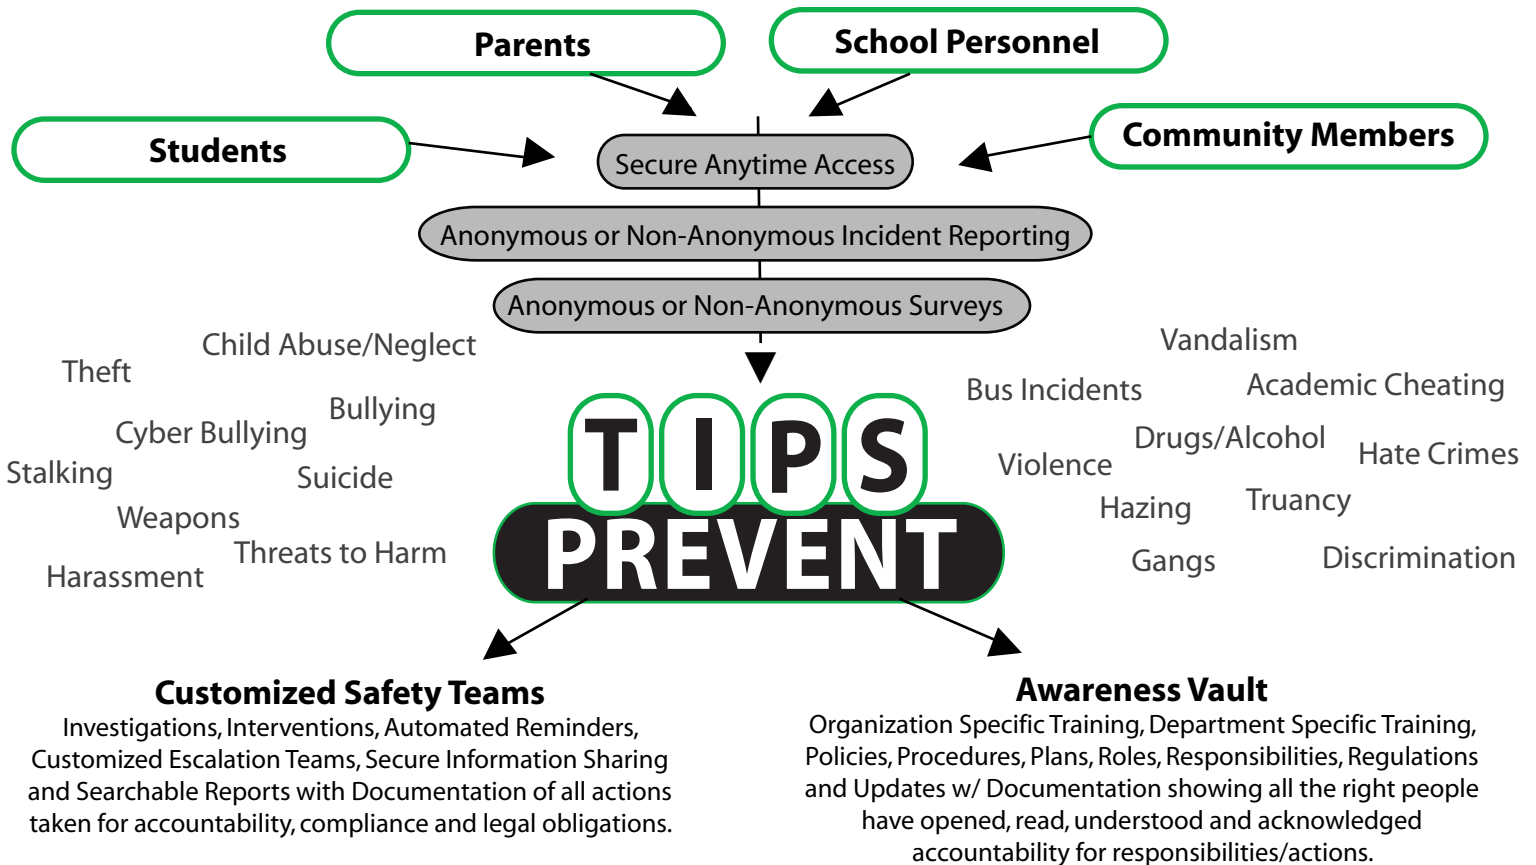 Parents
School Personnel
Students
Community Members
Secure Anytime Access
Anonymous or Non-Anonymous Incident Reporting
Anonymous or Non-Anonymous Surveys
Child Abuse/Neglect
Theft
Bullying
Cyber Bullying
Stalking
Suicide
Weapons
Threats to Harm
Harassment
Vandalism
Bus Incidents
Academic Cheating
Drugs/Alcohol
Hate Crimes
Violence
Truancy
Hazing
Gangs
Discrimination
TIPS
PREVENT
Customized Safety Teams
Investigations, Interventions, Automated Reminders,
Customized Escalation Teams, Secure Information Sharing
and Searchable Reports with Documentation of all actions
taken for accountability, compliance and legal obligations.
Awareness Vault
Organization Specific Training, Department Specific Training,
Policies, Procedures, Plans, Roles, Responsibilities, Regulations
and Updates w/ Documentation showing all the right people
have opened, read, understood and acknowledged
accountability for responsibilities/actions.